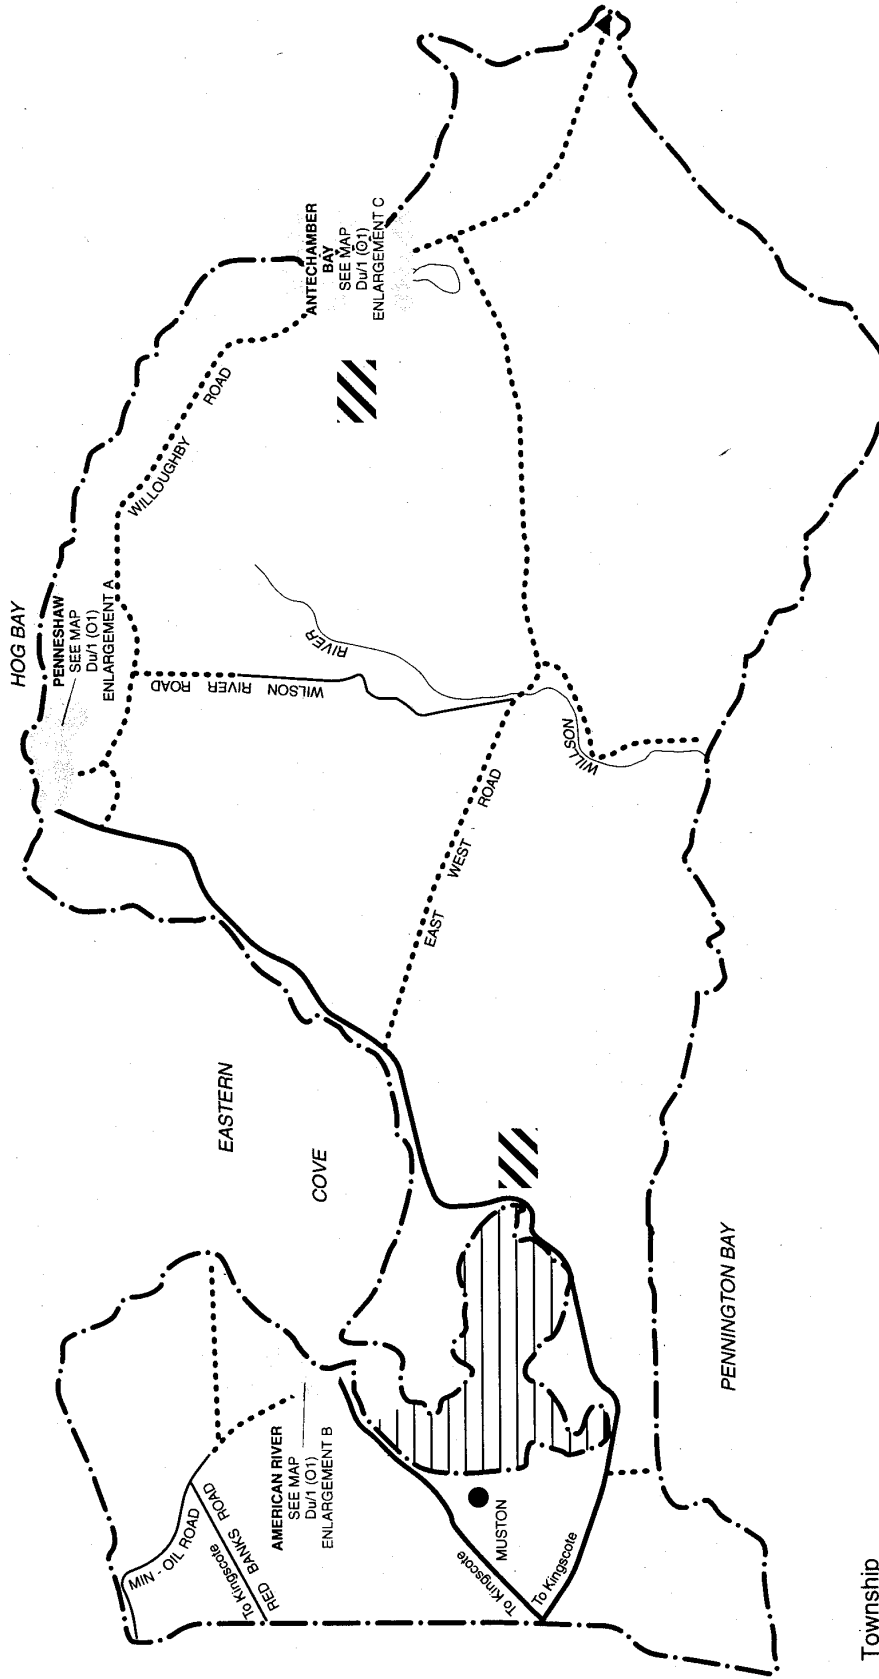 HOG BAY
PENNESHAW
SEE MAP
Du/1 (O1)
ENLARGEMENT A
WILLOUGHBY ROAD
ANTECHAMBER
BAY
SEE MAP
Du/1 (O1)
ENLARGEMENT C
WILSON RIVER ROAD
WILLSON RIVER
EAST WEST ROAD
EASTERN
COVE
MIN - OIL ROAD
To Kingscote
RED BANKS ROAD
AMERICAN RIVER
SEE MAP
Du/1 (O1)
ENLARGEMENT B
MUSTON
To Kingscote
To Kingscote
PENNINGTON BAY
Township